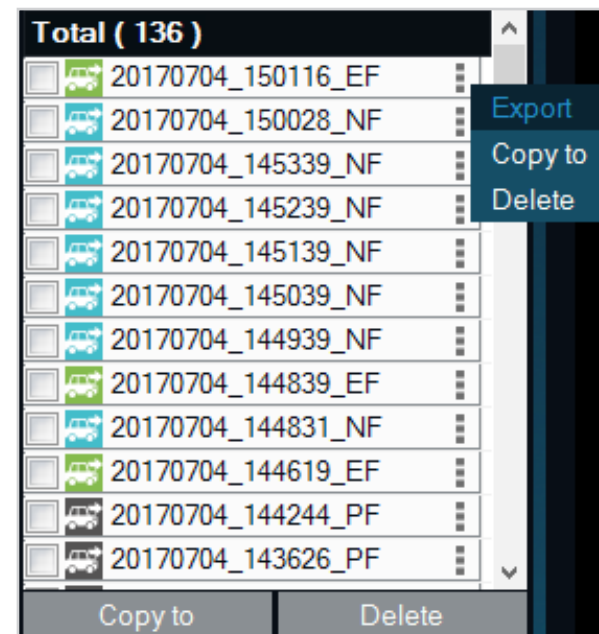 Total ( 136 )
20170704_150116_EF
20170704_150028_NF
20170704_145339_NF
20170704_145239_NF
20170704_145139_NF
20170704_145039_NF
20170704_144939_NF
20170704_144839_EF
20170704_144831_NF
20170704_144619_EF
20170704_144244_PF
20170704_143626_PF
Export
Copy to
Delete
Copy to Delete